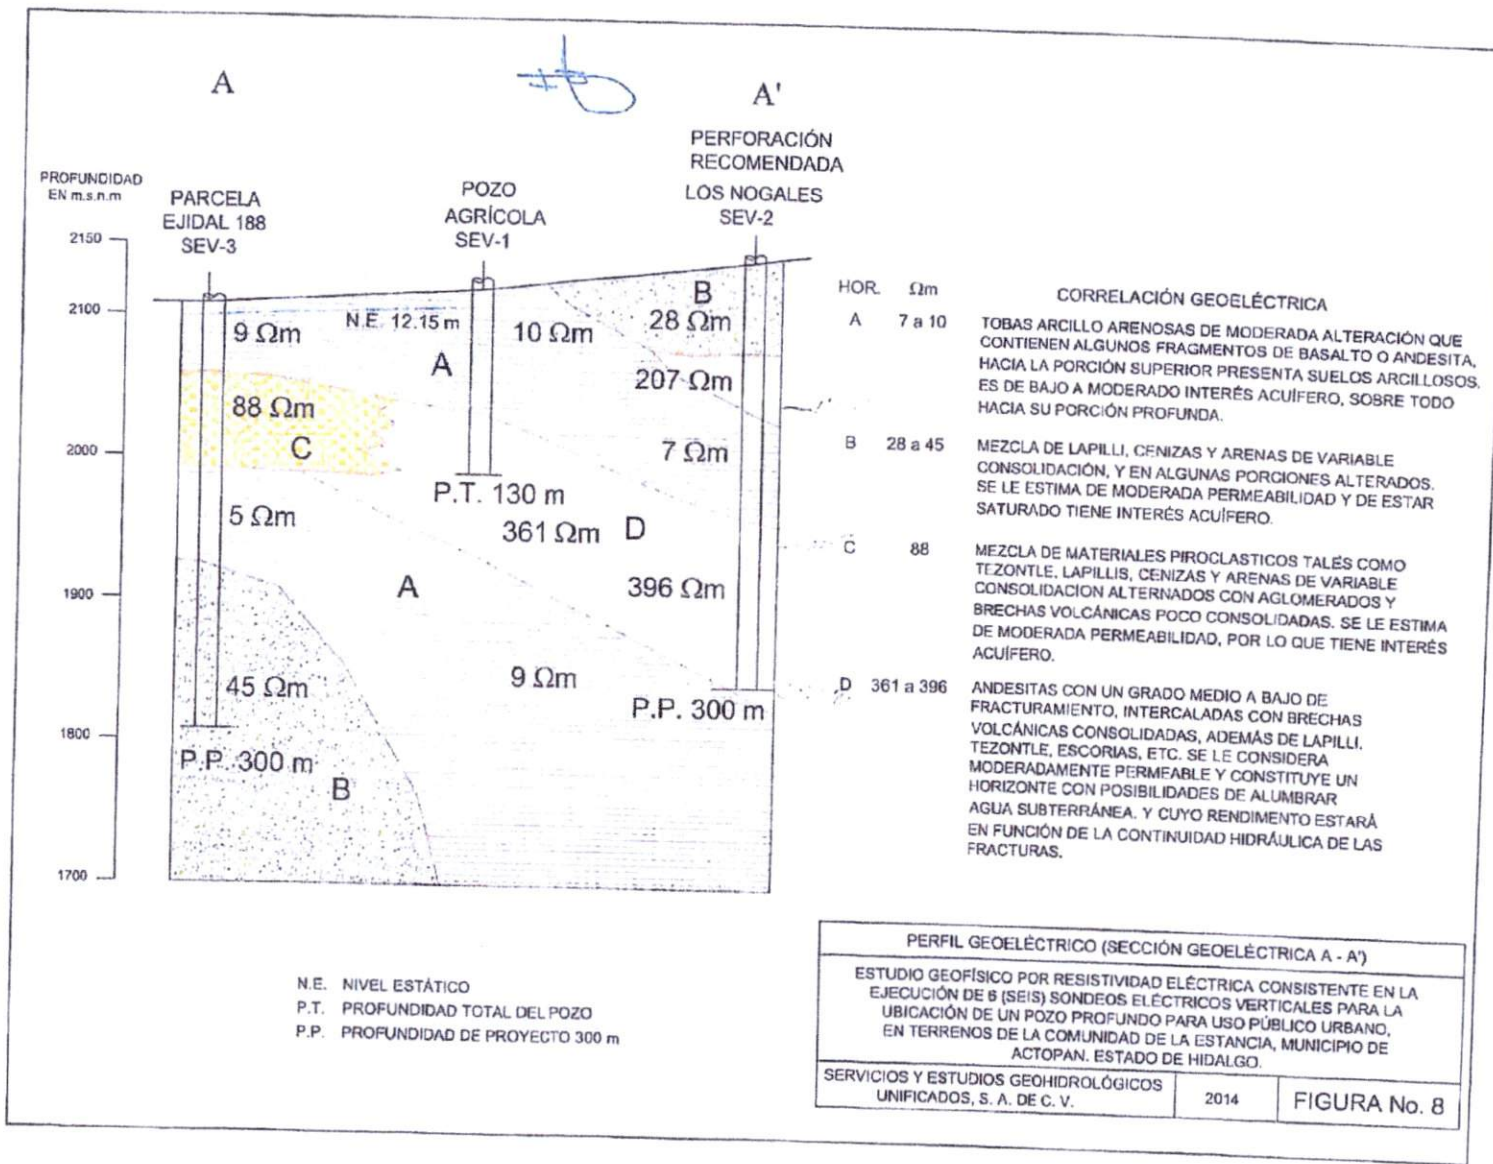 A
A'
PERFORACIÓN
RECOMENDADA
PROFUNDIDAD
EN m.s.n.m
PARCELA
EJIDAL 188
SEV-3
POZO
AGRÍCOLA
SEV-1
LOS NOGALES
SEV-2
2150
2100
2000
1900
1800
1700
9 Ωm
N.E. 12.15 m
10 Ωm
B
28 Ωm
A
207 Ωm
88 Ωm
C
7 Ωm
P.T. 130 m
5 Ωm
361 Ωm
D
A
396 Ωm
45 Ωm
9 Ωm
P.P. 300 m
P.P. 300 m
B
HOR. Ωm
CORRELACIÓN GEOELÉCTRICA
A 7 a 10 TOBAS ARCILLO ARENOSAS DE MODERADA ALTERACIÓN QUE
CONTIENEN ALGUNOS FRAGMENTOS DE BASALTO O ANDESITA,
HACIA LA PORCIÓN SUPERIOR PRESENTA SUELOS ARCILLOSOS.
ES DE BAJO A MODERADO INTERÉS ACUÍFERO, SOBRE TODO
HACIA SU PORCIÓN PROFUNDA.
B 28 a 45 MEZCLA DE LAPILLI, CENIZAS Y ARENAS DE VARIABLE
CONSOLIDACIÓN, Y EN ALGUNAS PORCIONES ALTERADOS.
SE LE ESTIMA DE MODERADA PERMEABILIDAD Y DE ESTAR
SATURADO TIENE INTERÉS ACUÍFERO.
C 88 MEZCLA DE MATERIALES PIROCLASTICOS TALES COMO
TEZONTLE, LAPILLIS, CENIZAS Y ARENAS DE VARIABLE
CONSOLIDACION ALTERNADOS CON AGLOMERADOS Y
BRECHAS VOLCÁNICAS POCO CONSOLIDADAS. SE LE ESTIMA
DE MODERADA PERMEABILIDAD, POR LO QUE TIENE INTERÉS
ACUÍFERO.
D 361 a 396 ANDESITAS CON UN GRADO MEDIO A BAJO DE
FRACTURAMIENTO, INTERCALADAS CON BRECHAS
VOLCÁNICAS CONSOLIDADAS, ADEMÁS DE LAPILLI,
TEZONTLE, ESCORIAS, ETC. SE LE CONSIDERA
MODERADAMENTE PERMEABLE Y CONSTITUYE UN
HORIZONTE CON POSIBILIDADES DE ALUMBRAR
AGUA SUBTERRÁNEA, Y CUYO RENDIMENTO ESTARÁ
EN FUNCIÓN DE LA CONTINUIDAD HIDRÁULICA DE LAS
FRACTURAS.
N.E. NIVEL ESTÁTICO
P.T. PROFUNDIDAD TOTAL DEL POZO
P.P. PROFUNDIDAD DE PROYECTO 300 m
PERFIL GEOELÉCTRICO (SECCIÓN GEOELÉCTRICA A - A')
ESTUDIO GEOFÍSICO POR RESISTIVIDAD ELÉCTRICA CONSISTENTE EN LA
EJECUCIÓN DE 6 (SEIS) SONDEOS ELÉCTRICOS VERTICALES PARA LA
UBICACIÓN DE UN POZO PROFUNDO PARA USO PÚBLICO URBANO,
EN TERRENOS DE LA COMUNIDAD DE LA ESTANCIA, MUNICIPIO DE
ACTOPAN. ESTADO DE HIDALGO.
SERVICIOS Y ESTUDIOS GEOHIDROLÓGICOS
UNIFICADOS, S. A. DE C. V.
2014
FIGURA No. 8